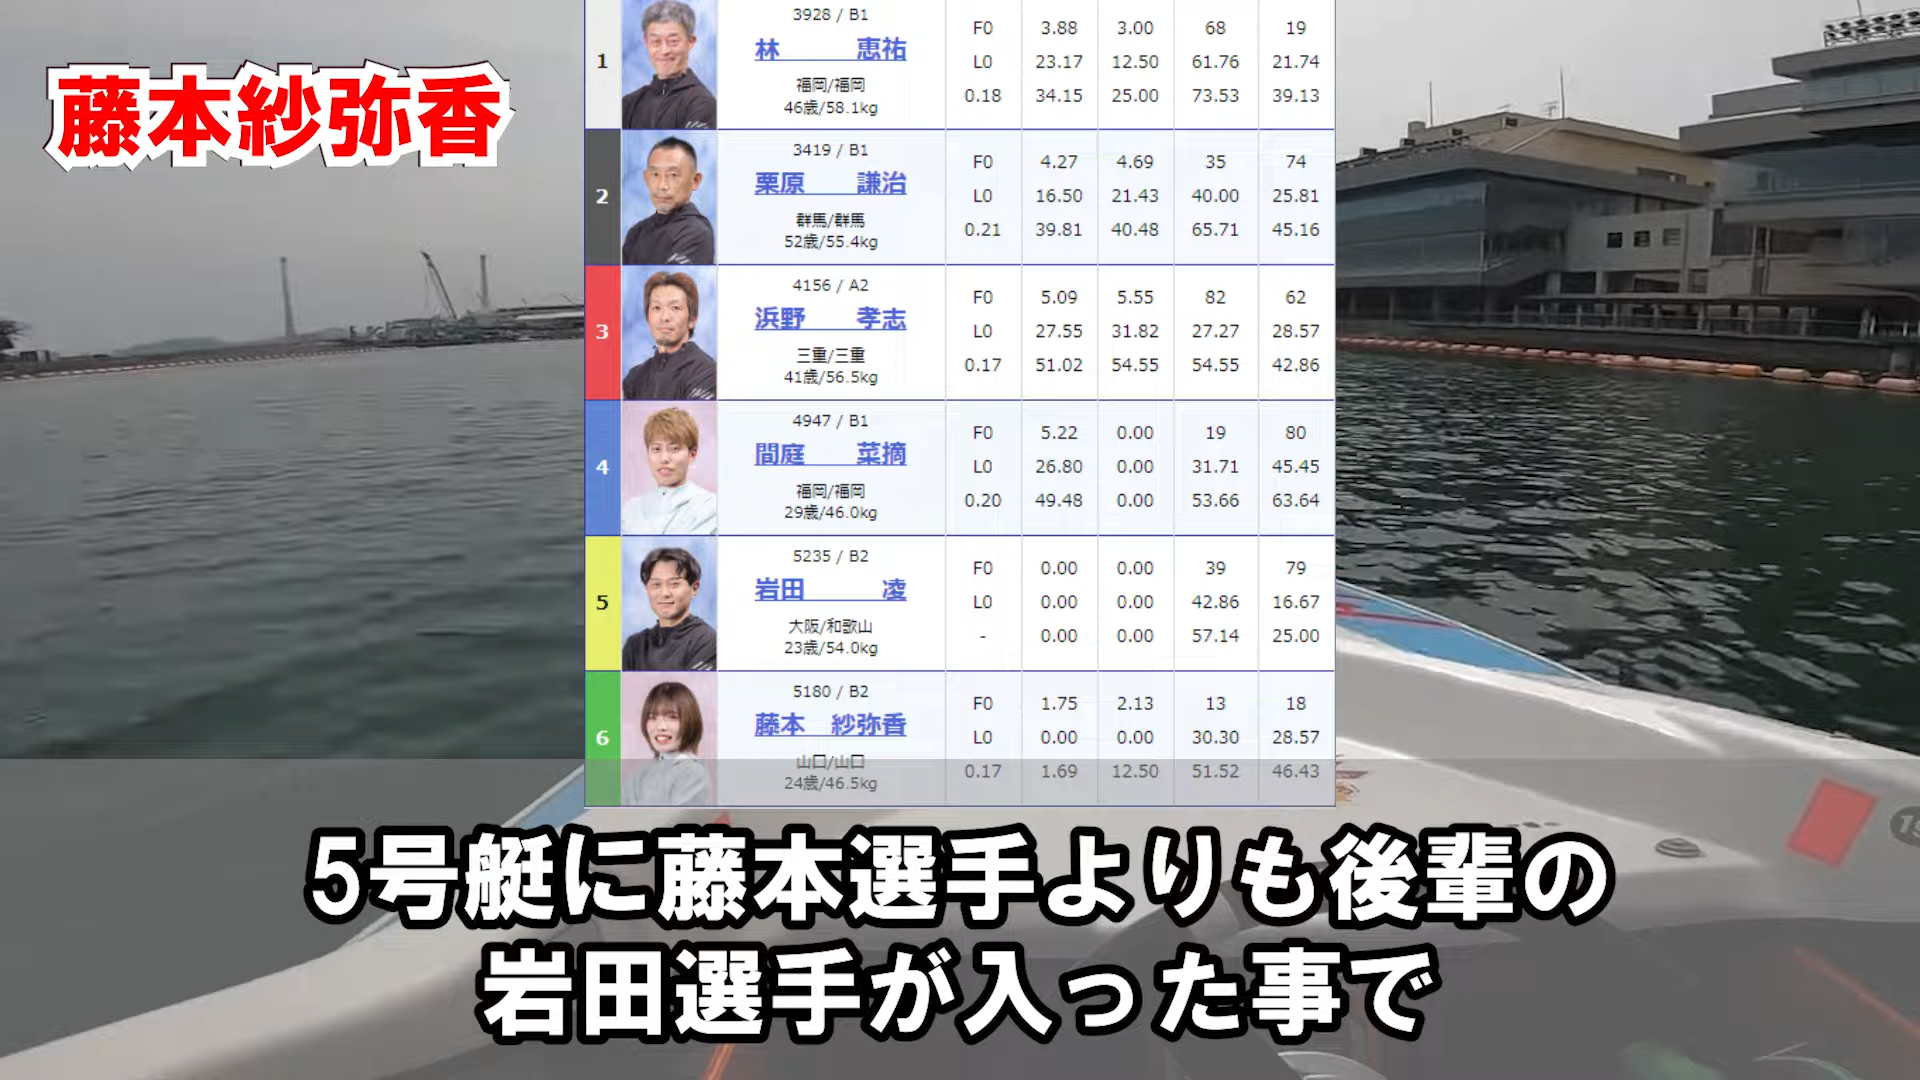 藤本紗弥香
1
3928 / B1
林 恵祐
福岡/福岡
46歳/58.1kg
F0
L0
0.18
3.88
23.17
34.15
3.00
12.50
25.00
68
61.76
73.53
19
21.74
39.13
2
3419 / B1
栗原 謙治
群馬/群馬
52歳/55.4kg
F0
L0
0.21
4.27
16.50
39.81
4.69
21.43
40.48
35
40.00
65.71
74
25.81
45.16
3
4156 / A2
浜野 孝志
三重/三重
41歳/56.5kg
F0
L0
0.17
5.09
27.55
51.02
5.55
31.82
54.55
82
27.27
54.55
62
28.57
42.86
4
4947 / B1
間庭 菜摘
福岡/福岡
29歳/46.0kg
F0
L0
0.20
5.22
26.80
49.48
0.00
0.00
0.00
19
31.71
53.66
80
45.45
63.64
5
5235 / B2
岩田 凌
大阪/和歌山
23歳/54.0kg
F0
L0
-
0.00
0.00
0.00
0.00
0.00
0.00
39
42.86
57.14
79
16.67
25.00
6
5180 / B2
藤本 紗弥香
山口/山口
24歳/46.5kg
F0
L0
0.17
1.75
0.00
1.69
2.13
0.00
12.50
13
30.30
51.52
18
28.57
46.43
5号艇に藤本選手よりも後輩の
岩田選手が入った事で